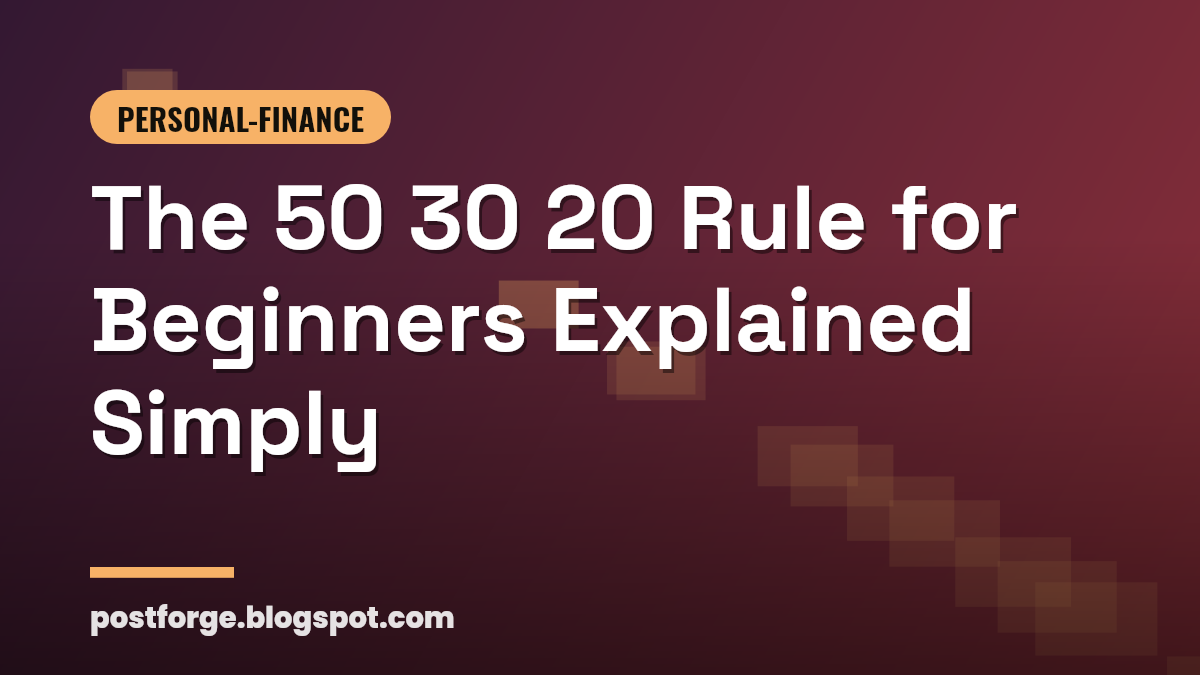 PERSONAL-FINANCE
The 50 30 20 Rule for
Beginners Explained
Simply
postforge.blogspot.com